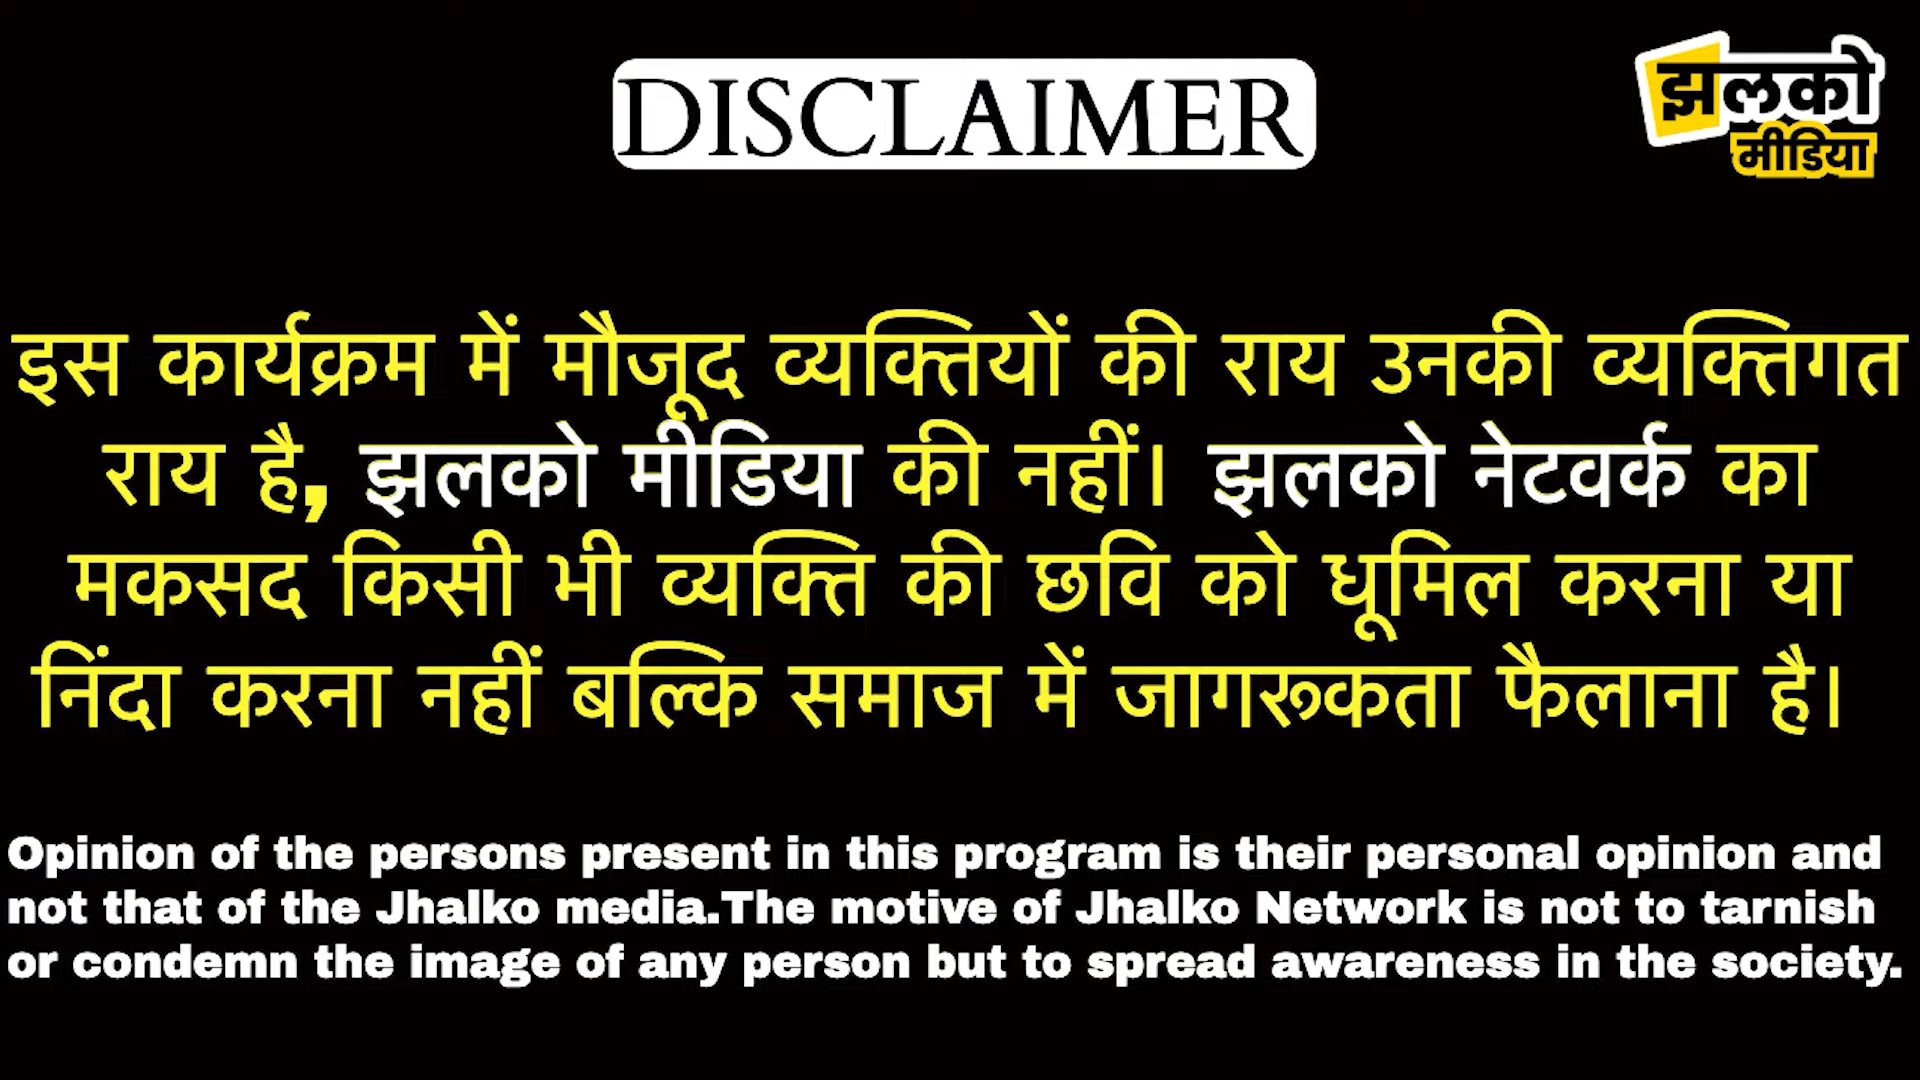 DISCLAIMER
झलको
मीडिया
इस कार्यक्रम में मौजूद व्यक्तियों की राय उनकी व्यक्तिगत
राय है, झलको मीडिया की नहीं। झलको नेटवर्क का
मकसद किसी भी व्यक्ति की छवि को धूमिल करना या
निंदा करना नहीं बल्कि समाज में जागरूकता फैलाना है।
Opinion of the persons present in this program is their personal opinion and
not that of the Jhalko media.The motive of Jhalko Network is not to tarnish
or condemn the image of any person but to spread awareness in the society.